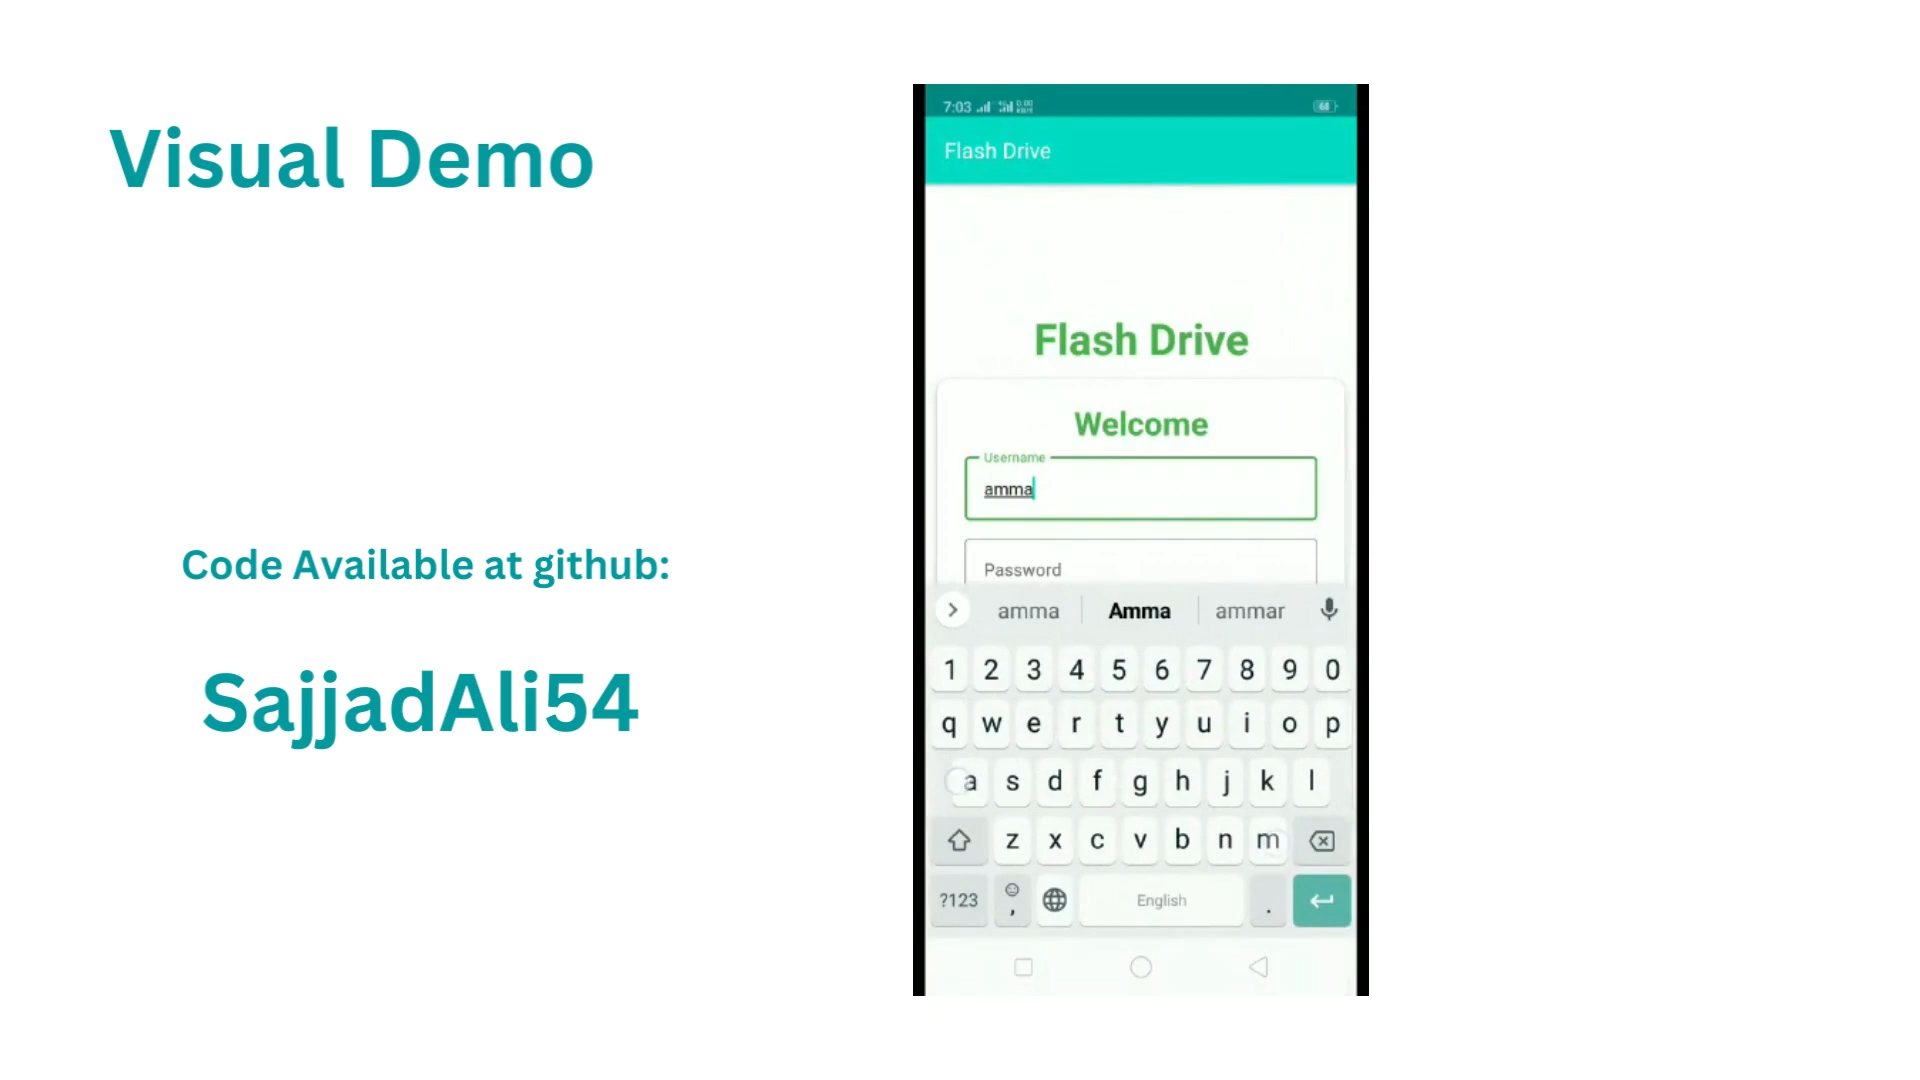 Visual Demo
Code Available at github:
SajjadAli54
7:03
68
Flash Drive
Flash Drive
Welcome
Username
amma
Password
amma Amma ammar
1 2 3 4 5 6 7 8 9 0
q w e r t y u i o p
a s d f g h j k l
z x c v b n m
?123 , English .